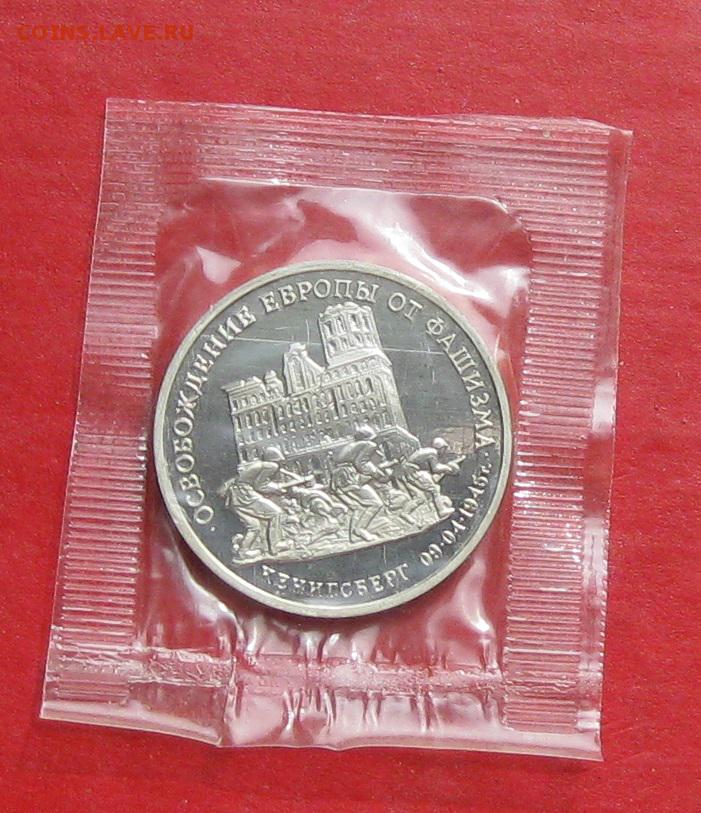 COINS.LAVE.RU
· ОСВОБОЖДЕНИЕ ЕВРОПЫ ОТ ФАШИЗМА ·
КЕНИГСБЕРГ 09·04·1945г.